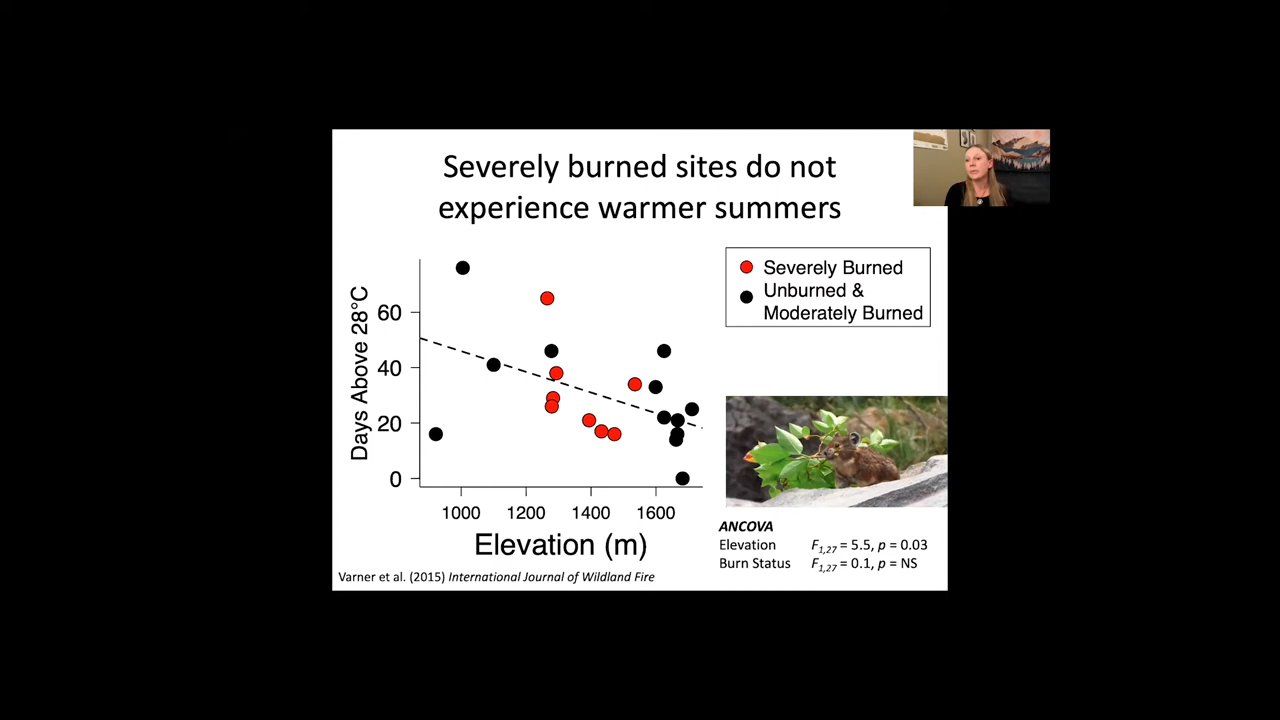 Severely burned sites do not
experience warmer summers
Days Above 28°C
60
40
20
0
1000 1200 1400 1600
Elevation (m)
Severely Burned
Unburned &
Moderately Burned
ANCOVA
Elevation F1,27 = 5.5, p = 0.03
Burn Status F1,27 = 0.1, p = NS
Varner et al. (2015) International Journal of Wildland Fire